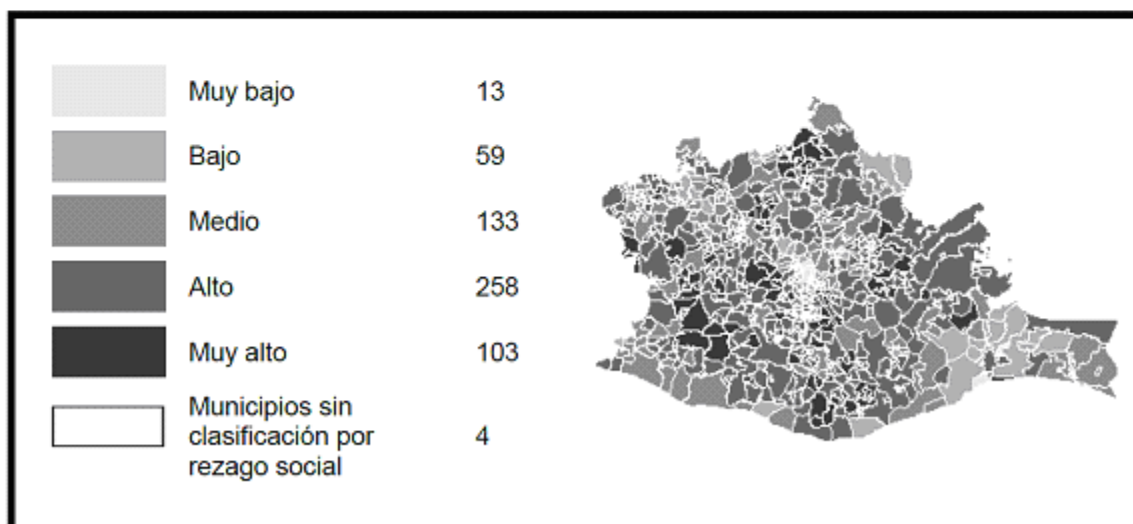 Muy bajo 13
Bajo 59
Medio 133
Alto 258
Muy alto 103
Municipios sin
clasificación por 4
rezago social